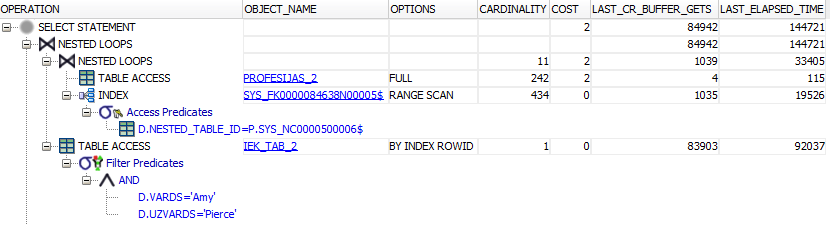 OPERATION OBJECT_NAME OPTIONS CARDINALITY COST LAST_CR_BUFFER_GETS LAST_ELAPSED_TIME
SELECT STATEMENT 2 84942 144721
NESTED LOOPS 84942 144721
NESTED LOOPS 11 2 1039 33405
TABLE ACCESS PROFESIJAS_2 FULL 242 2 4 115
INDEX SYS_FK0000084638N00005$ RANGE SCAN 434 0 1035 19526
Access Predicates
D.NESTED_TABLE_ID=P.SYS_NC0000500006$
TABLE ACCESS IEK_TAB_2 BY INDEX ROWID 1 0 83903 92037
Filter Predicates
AND
D.VARDS='Amy'
D.UZVARDS='Pierce'